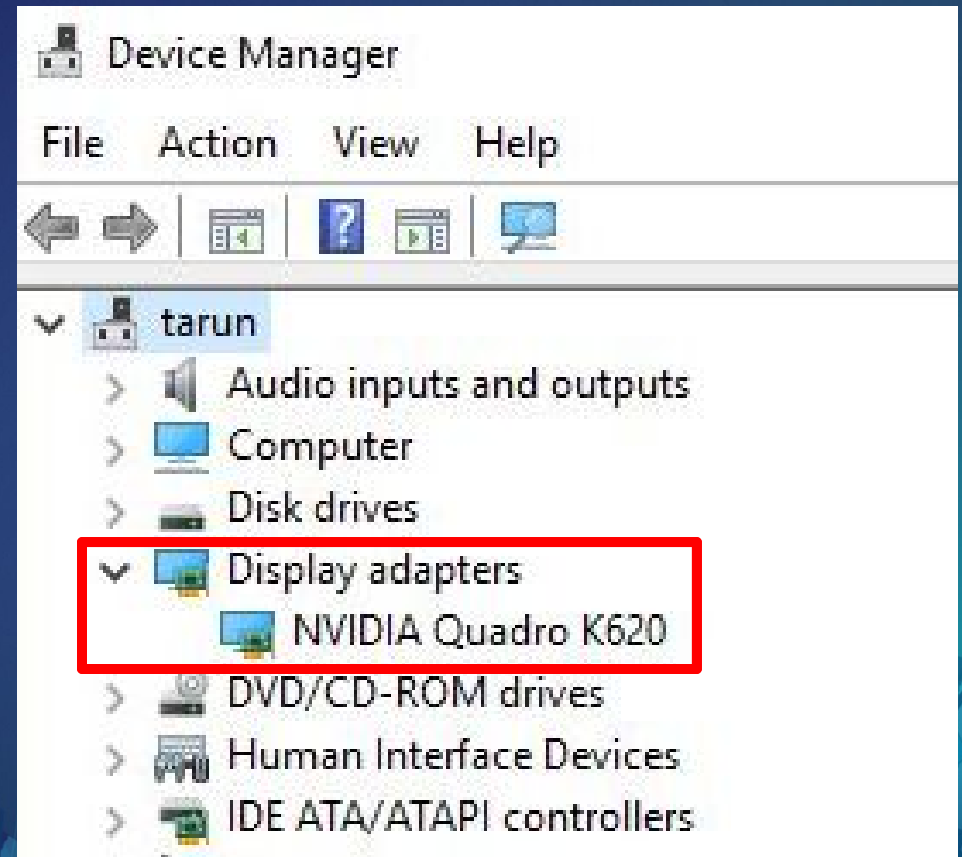 Device Manager
File Action View Help
tarun
Audio inputs and outputs
Computer
Disk drives
Display adapters
NVIDIA Quadro K620
DVD/CD-ROM drives
Human Interface Devices
IDE ATA/ATAPI controllers